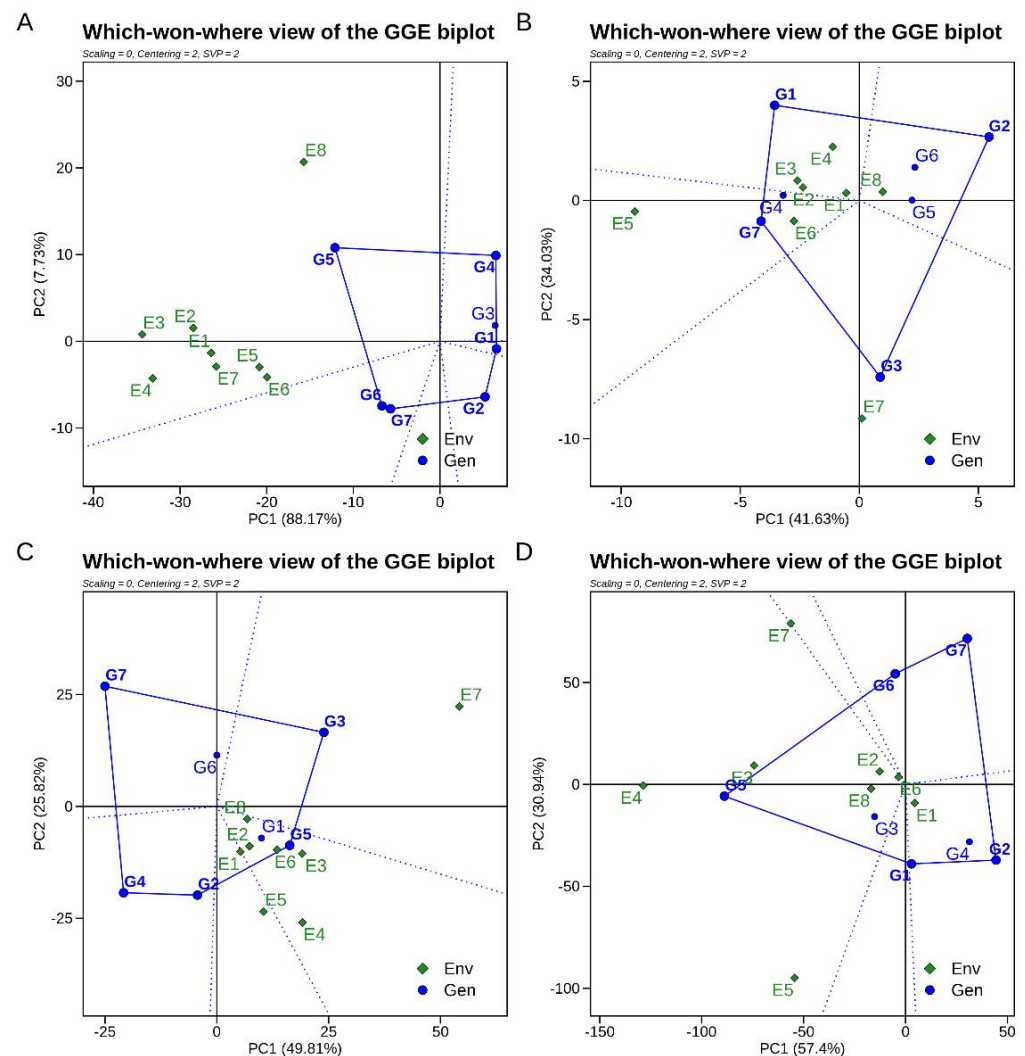 A
Which-won-where view of the GGE biplot
Scaling = 0, Centering = 2, SVP = 2
30
20
10
0
-10
-40
-30
-20
-10
0
PC1 (88.17%)
PC2 (7.73%)
E8
E3
E2
E1
E4
E7
E5
E6
G5
G4
G3
G1
G6
G7
G2
Env
Gen
B
Which-won-where view of the GGE biplot
Scaling = 0, Centering = 2, SVP = 2
5
0
-5
-10
-10
-5
0
5
PC1 (41.63%)
PC2 (34.03%)
G1
G2
E4
G6
E3
E8
E2
E1
G4
G5
E5
G7
E6
G3
E7
Env
Gen
C
Which-won-where view of the GGE biplot
Scaling = 0, Centering = 2, SVP = 2
25
0
-25
-25
0
25
50
PC1 (49.81%)
PC2 (25.82%)
G7
E7
G3
G6
E8
G1
G5
E2
E1
E6
E3
G4
G2
E5
E4
Env
Gen
D
Which-won-where view of the GGE biplot
Scaling = 0, Centering = 2, SVP = 2
50
0
-50
-100
-150
-100
-50
0
50
PC1 (57.4%)
PC2 (30.94%)
E7
G7
G6
E2
E3
G5
E4
E8
E6
E1
G3
G4
G2
G1
E5
Env
Gen